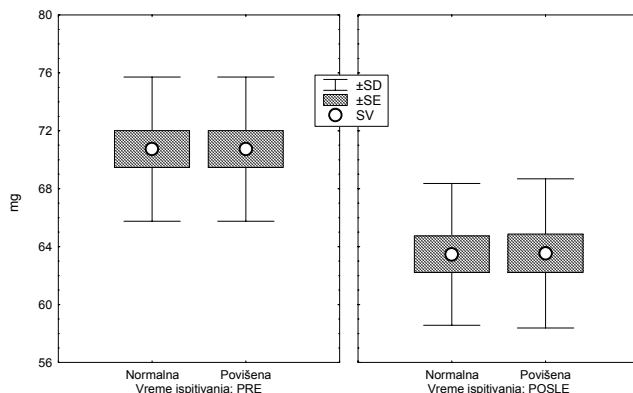 80
76
72
68
64
60
56
mg
±SD
±SE
SV
Normalna Povišena
Vreme ispitivanja: PRE
Normalna Povišena
Vreme ispitivanja: POSLE